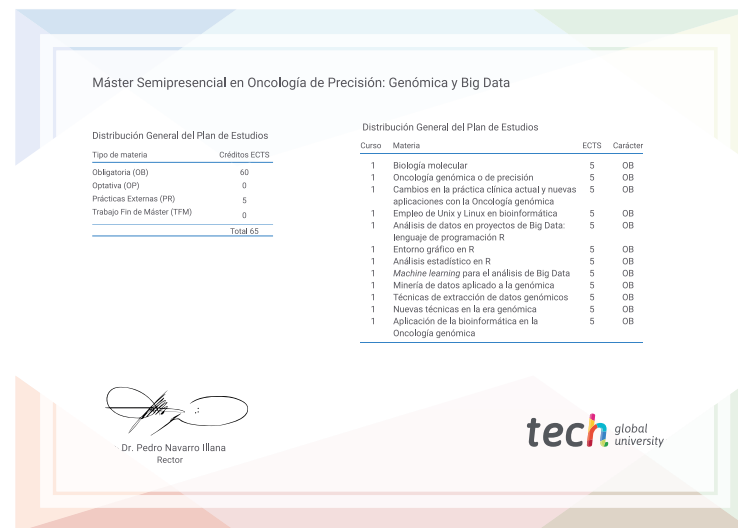 Máster Semipresencial en Oncología de Precisión: Genómica y Big Data
Distribución General del Plan de Estudios
Tipo de materia Créditos ECTS
Obligatoria (OB) 60
Optativa (OP) 0
Prácticas Externas (PR) 5
Trabajo Fin de Máster (TFM) 0
Total 65
Distribución General del Plan de Estudios
Curso Materia ECTS Carácter
1 Biología molecular 5 OB
1 Oncología genómica o de precisión 5 OB
1 Cambios en la práctica clínica actual y nuevas 5 OB
aplicaciones con la Oncología genómica
1 Empleo de Unix y Linux en bioinformática 5 OB
1 Análisis de datos en proyectos de Big Data: 5 OB
lenguaje de programación R
1 Entorno gráfico en R 5 OB
1 Análisis estadístico en R 5 OB
1 Machine learning para el análisis de Big Data 5 OB
1 Minería de datos aplicado a la genómica 5 OB
1 Técnicas de extracción de datos genómicos 5 OB
1 Nuevas técnicas en la era genómica 5 OB
1 Aplicación de la bioinformática en la 5 OB
Oncología genómica
Dr. Pedro Navarro Illana
Rector
tech global
university